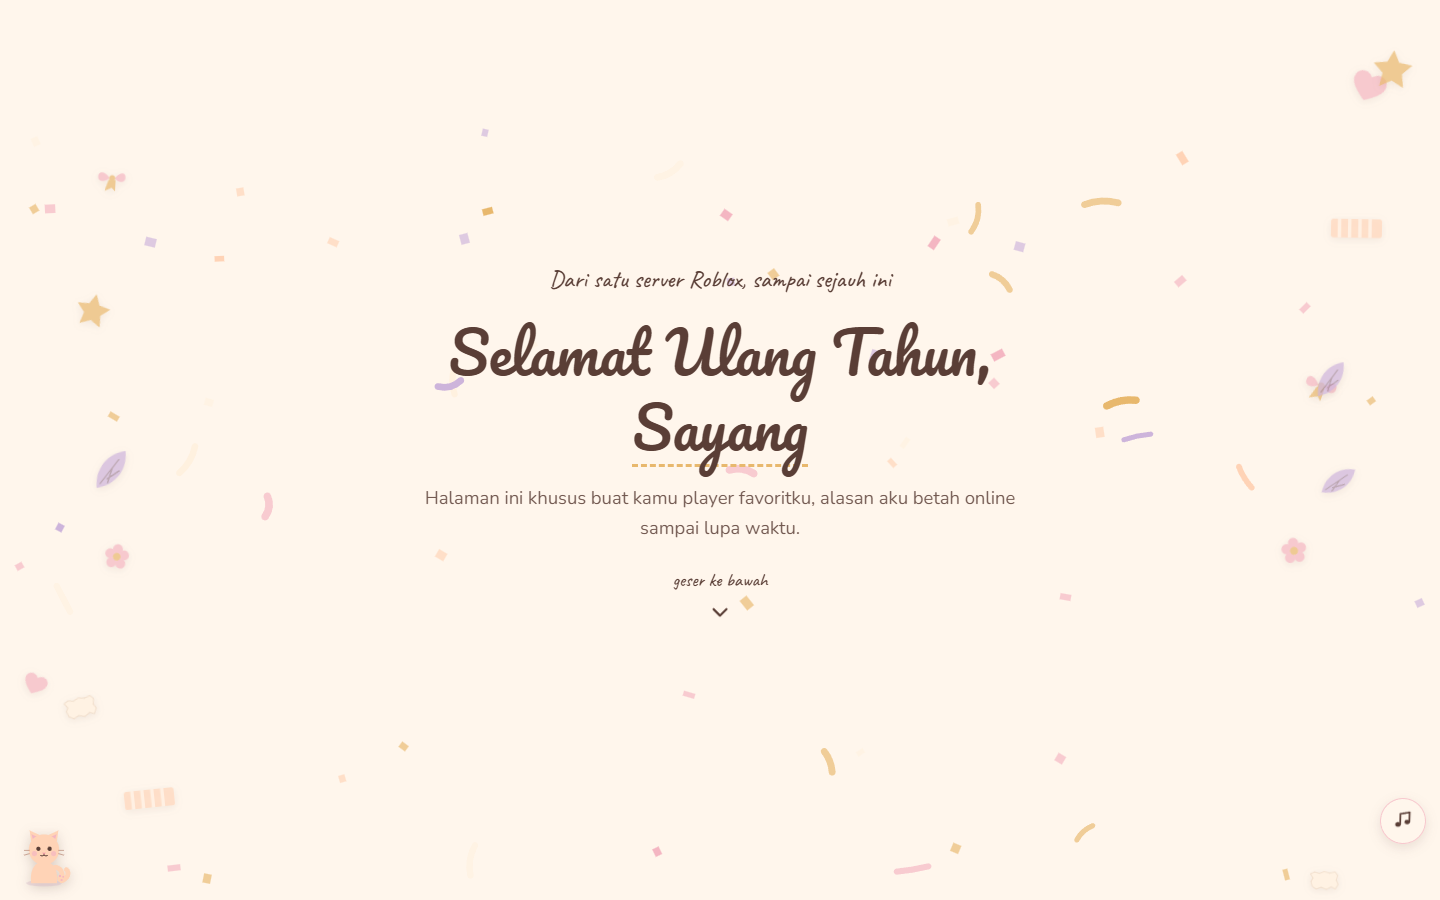 Dari satu server Roblox, sampai sejauh ini
Selamat Ulang Tahun,
Sayang
Halaman ini khusus buat kamu player favoritku, alasan aku betah online
sampai lupa waktu.
geser ke bawah